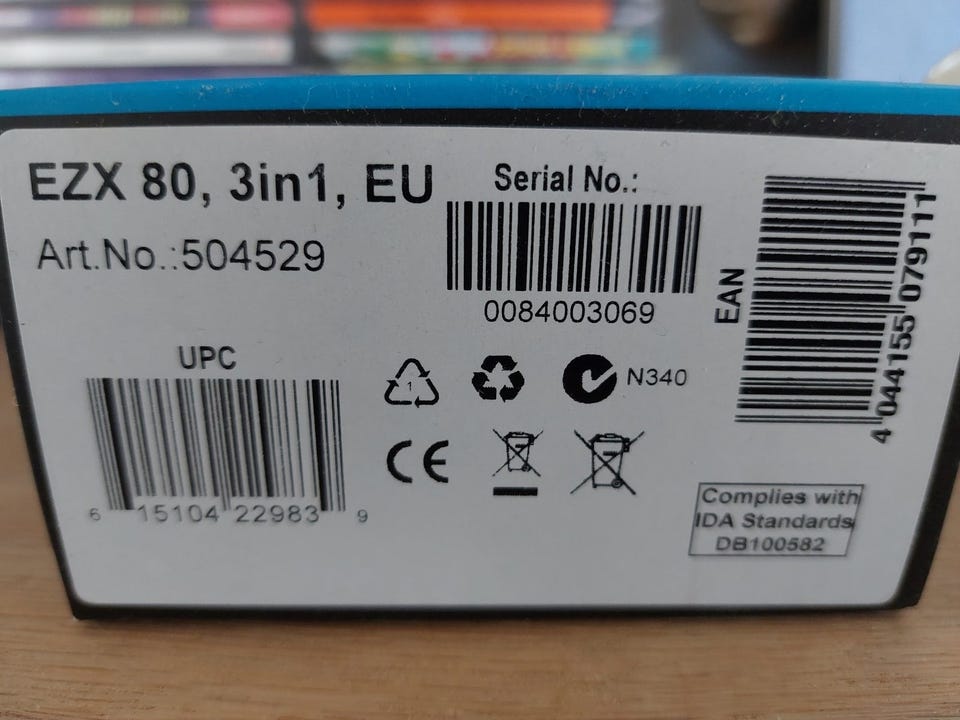 EZX 80, 3in1, EU
Art.No.:504529
Serial No.:
0084003069
EAN
4 044155 079111
UPC
6 15104 22983 9
1
N340
CE
Complies with
IDA Standards
DB100582